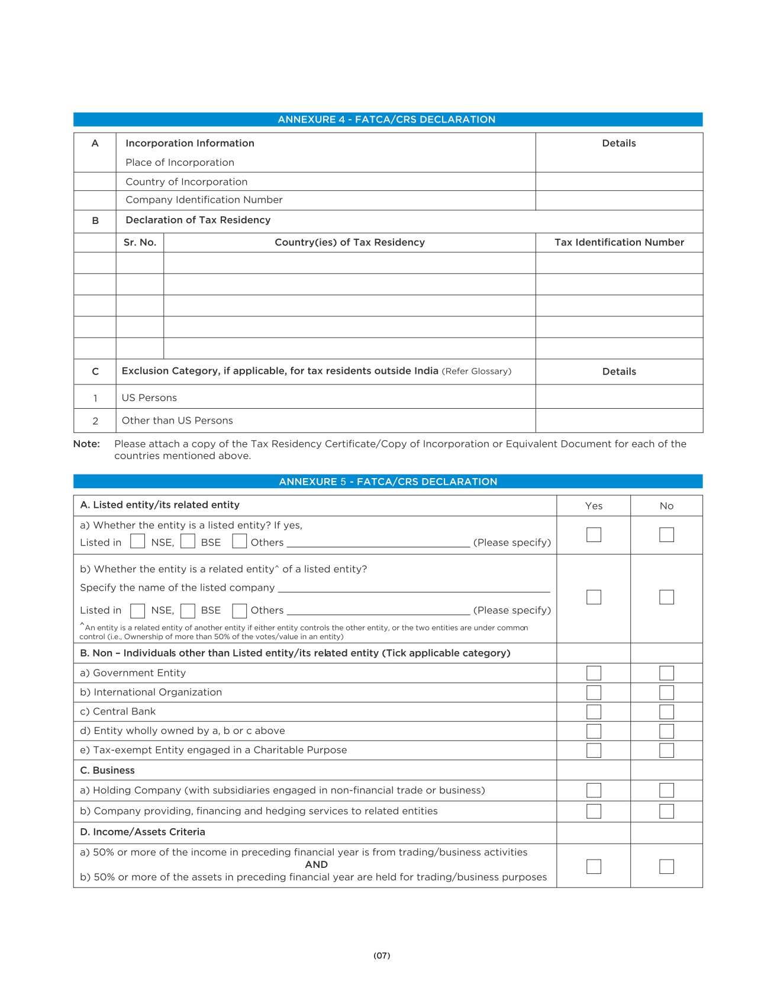 ANNEXURE 4 - FATCA/CRS DECLARATION
A Incorporation Information Details
Place of Incorporation
Country of Incorporation
Company Identification Number
B Declaration of Tax Residency
Sr. No. Country(ies) of Tax Residency Tax Identification Number
C Exclusion Category, if applicable, for tax residents outside India (Refer Glossary) Details
1 US Persons
2 Other than US Persons
Note: Please attach a copy of the Tax Residency Certificate/Copy of Incorporation or Equivalent Document for each of the
countries mentioned above.
ANNEXURE 5 - FATCA/CRS DECLARATION
A. Listed entity/its related entity Yes No
a) Whether the entity is a listed entity? If yes,
Listed in NSE, BSE Others ______ (Please specify)
b) Whether the entity is a related entity^ of a listed entity?
Specify the name of the listed company ______
Listed in NSE, BSE Others ______ (Please specify)
^An entity is a related entity of another entity if either entity controls the other entity, or the two entities are under common
control (i.e., Ownership of more than 50% of the votes/value in an entity)
B. Non – Individuals other than Listed entity/its related entity (Tick applicable category)
a) Government Entity
b) International Organization
c) Central Bank
d) Entity wholly owned by a, b or c above
e) Tax-exempt Entity engaged in a Charitable Purpose
C. Business
a) Holding Company (with subsidiaries engaged in non-financial trade or business)
b) Company providing, financing and hedging services to related entities
D. Income/Assets Criteria
a) 50% or more of the income in preceding financial year is from trading/business activities
AND
b) 50% or more of the assets in preceding financial year are held for trading/business purposes
(07)